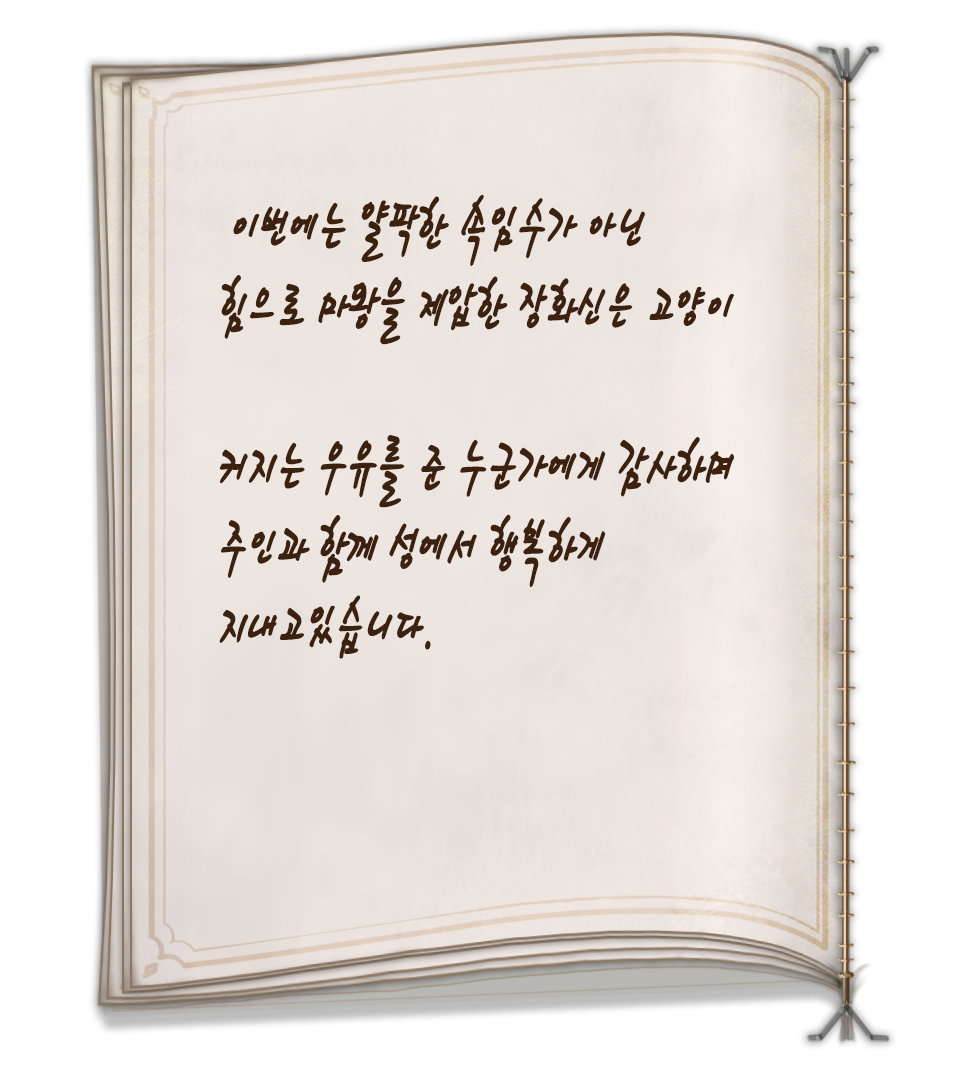 이번에는 얄팍한 속임수가 아닌
힘으로 마왕을 제압한 장화신은 고양이
커지는 우유를 준 누군가에게 감사하며
주인과 함께 성에서 행복하게
지내고있습니다.